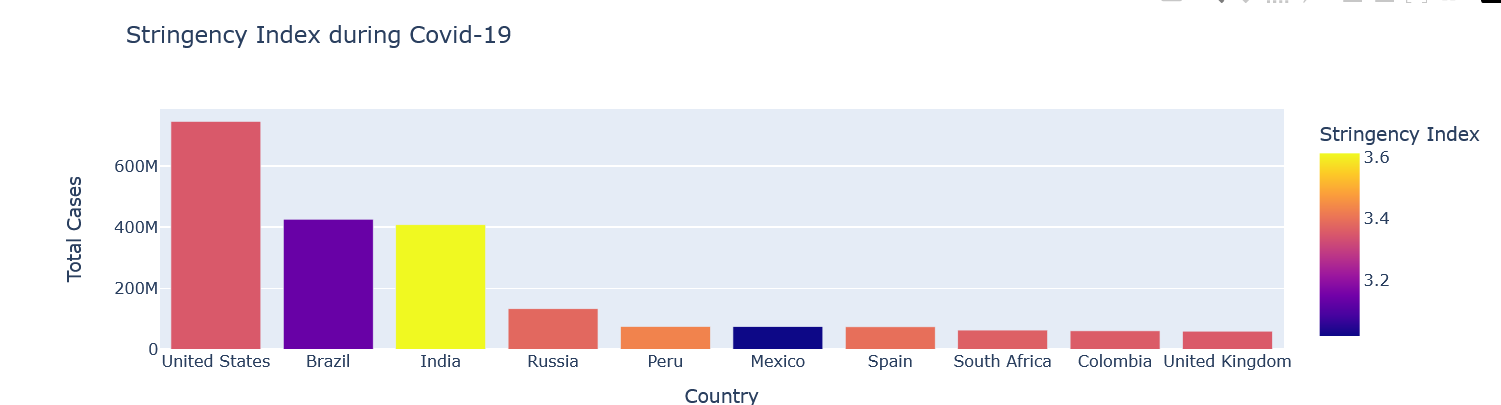 Stringency Index during Covid-19
Stringency Index
3.6
3.4
3.2
Total Cases
600M
400M
200M
0
United States Brazil India Russia Peru Mexico Spain South Africa Colombia United Kingdom
Country